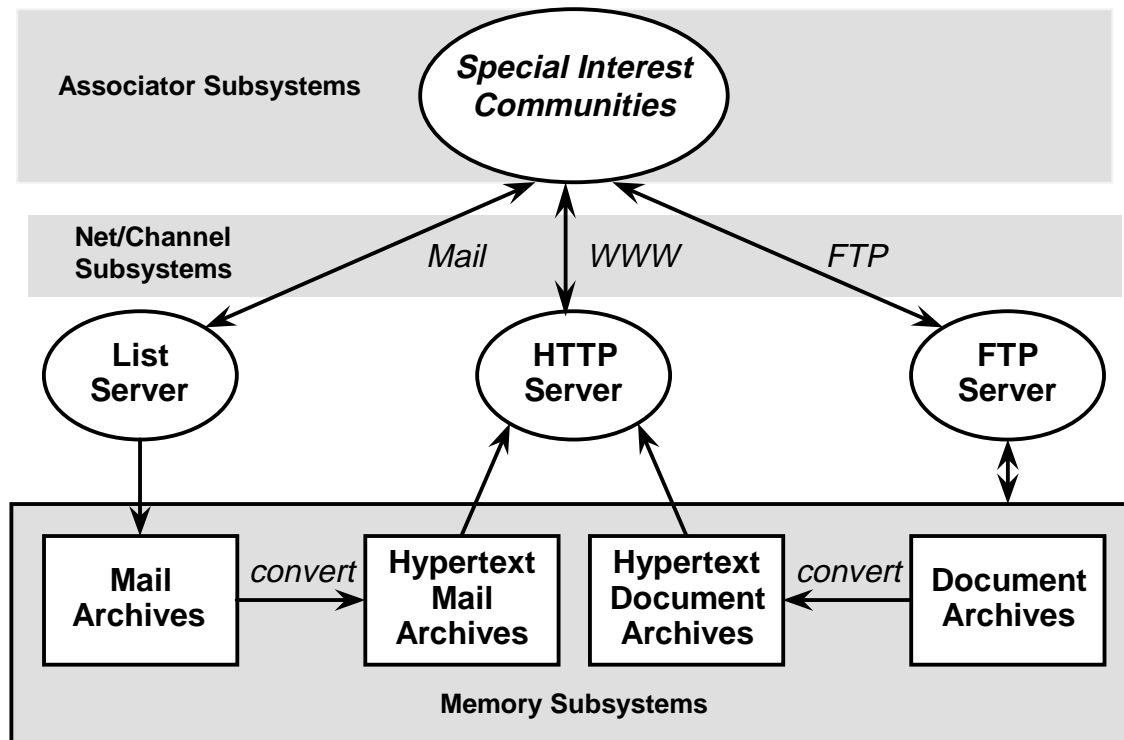 Special Interest
Communities
Associator Subsystems
Net/Channel
Subsystems
Mail
WWW
FTP
List
Server
HTTP
Server
FTP
Server
Mail
Archives
convert
Hypertext
Mail
Archives
Hypertext
Document
Archives
convert
Document
Archives
Memory Subsystems